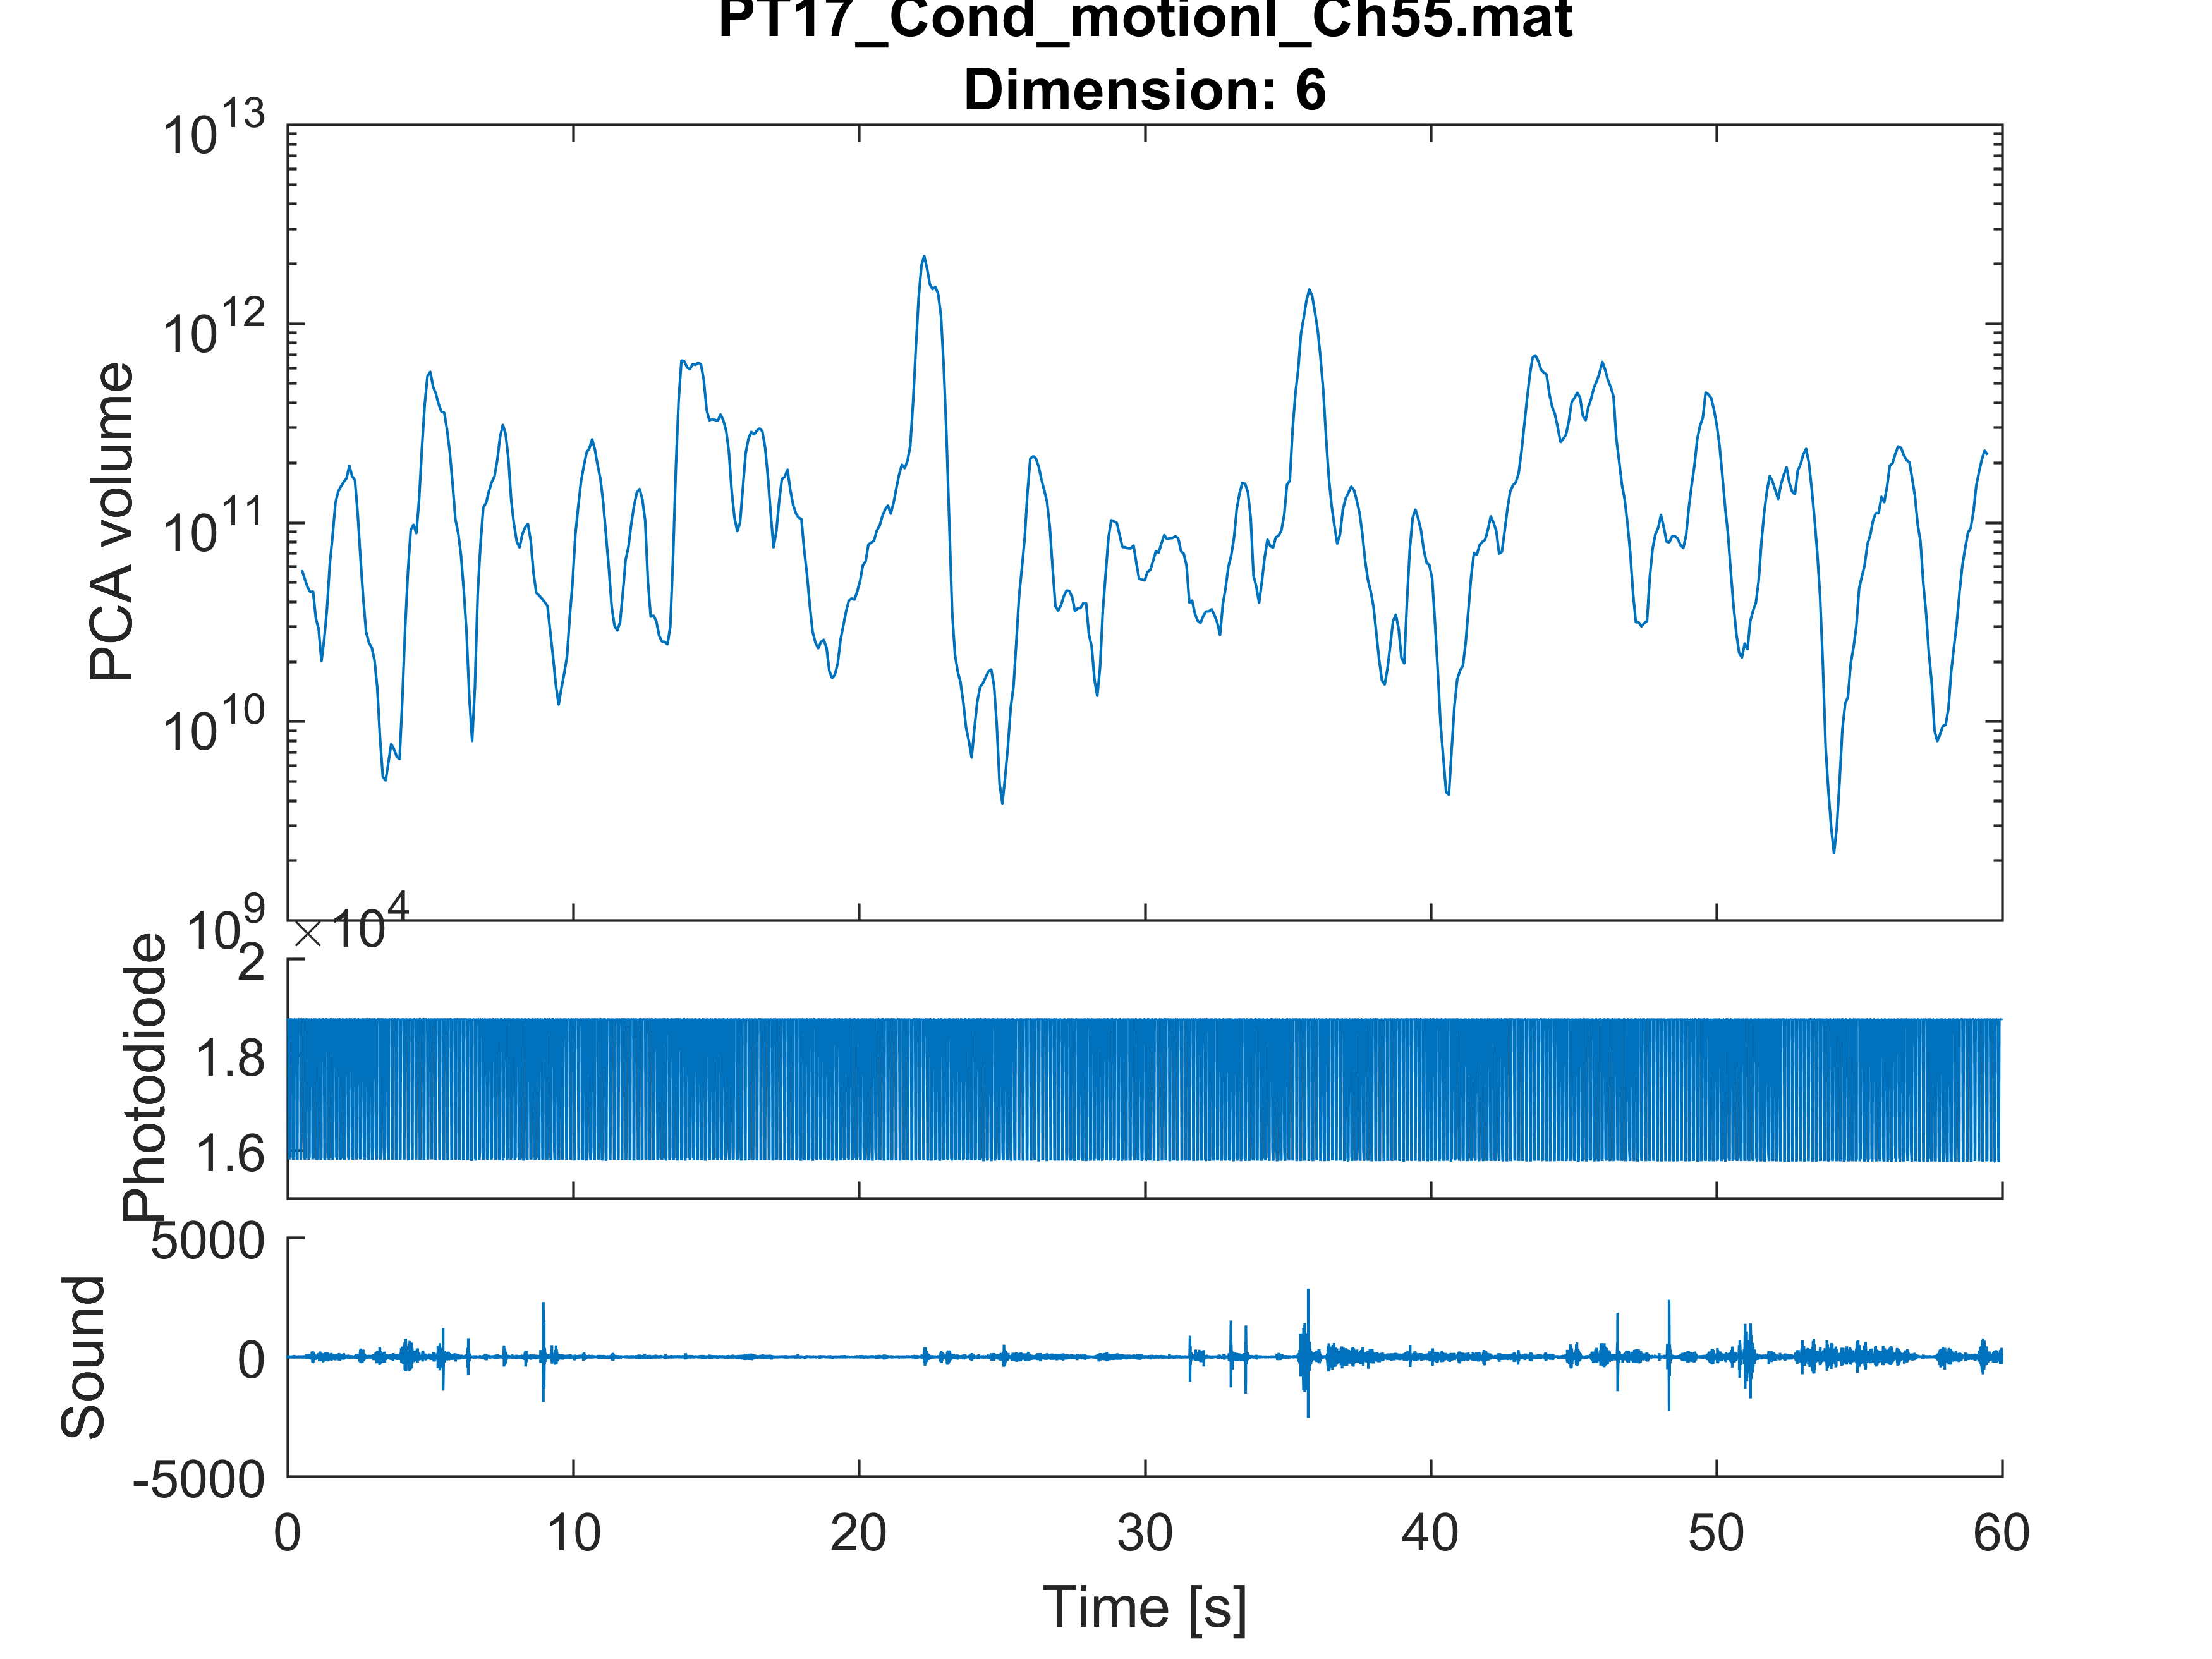 PT17_Cond_motionI_Ch55.mat
Dimension: 6
10^13
10^12
10^11
10^10
10^9
PCA volume
×10^4
2
1.8
1.6
Photodiode
5000
0
-5000
Sound
0 10 20 30 40 50 60
Time [s]